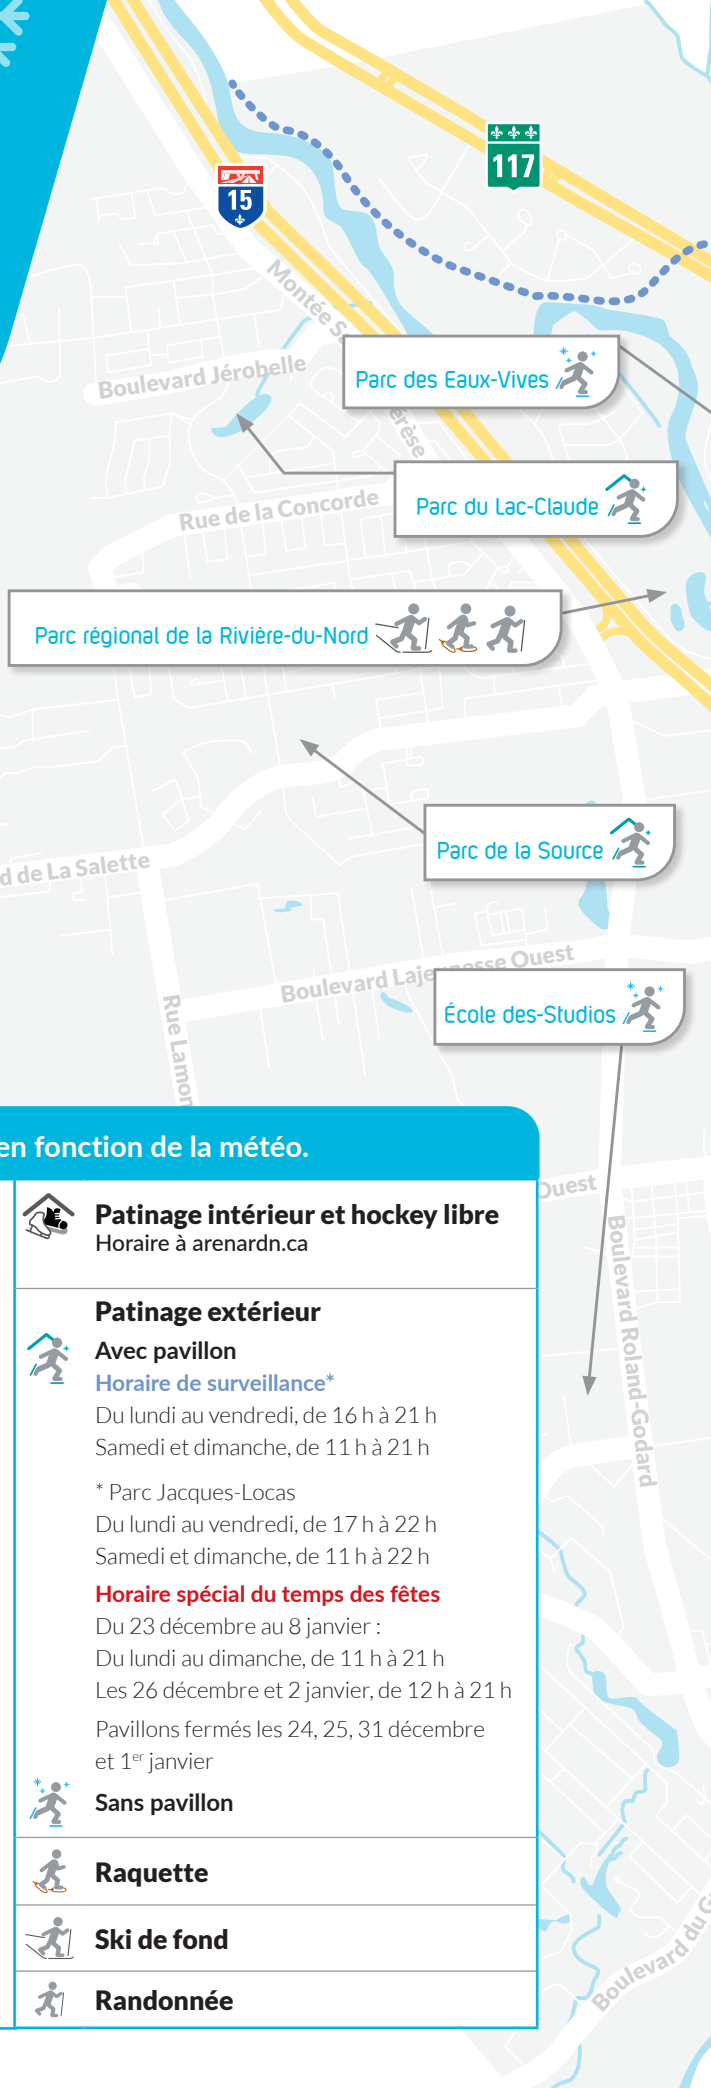 117
15
Montée S
érèse
Parc des Eaux-Vives
Boulevard Jérobelle
Parc du Lac-Claude
Rue de la Concorde
Parc régional de la Rivière-du-Nord
Parc de la Source
d de La Salette
Boulevard Lajeunesse Ouest
École des-Studios
Rue Lamon
en fonction de la météo.
Ouest
Boulevard Roland-Godard
Patinage intérieur et hockey libre
Horaire à arenardn.ca
Patinage extérieur
Avec pavillon
Horaire de surveillance*
Du lundi au vendredi, de 16 h à 21 h
Samedi et dimanche, de 11 h à 21 h
* Parc Jacques-Locas
Du lundi au vendredi, de 17 h à 22 h
Samedi et dimanche, de 11 h à 22 h
Horaire spécial du temps des fêtes
Du 23 décembre au 8 janvier :
Du lundi au dimanche, de 11 h à 21 h
Les 26 décembre et 2 janvier, de 12 h à 21 h
Pavillons fermés les 24, 25, 31 décembre
et 1er janvier
Sans pavillon
Raquette
Ski de fond
Randonnée
Boulevard du G